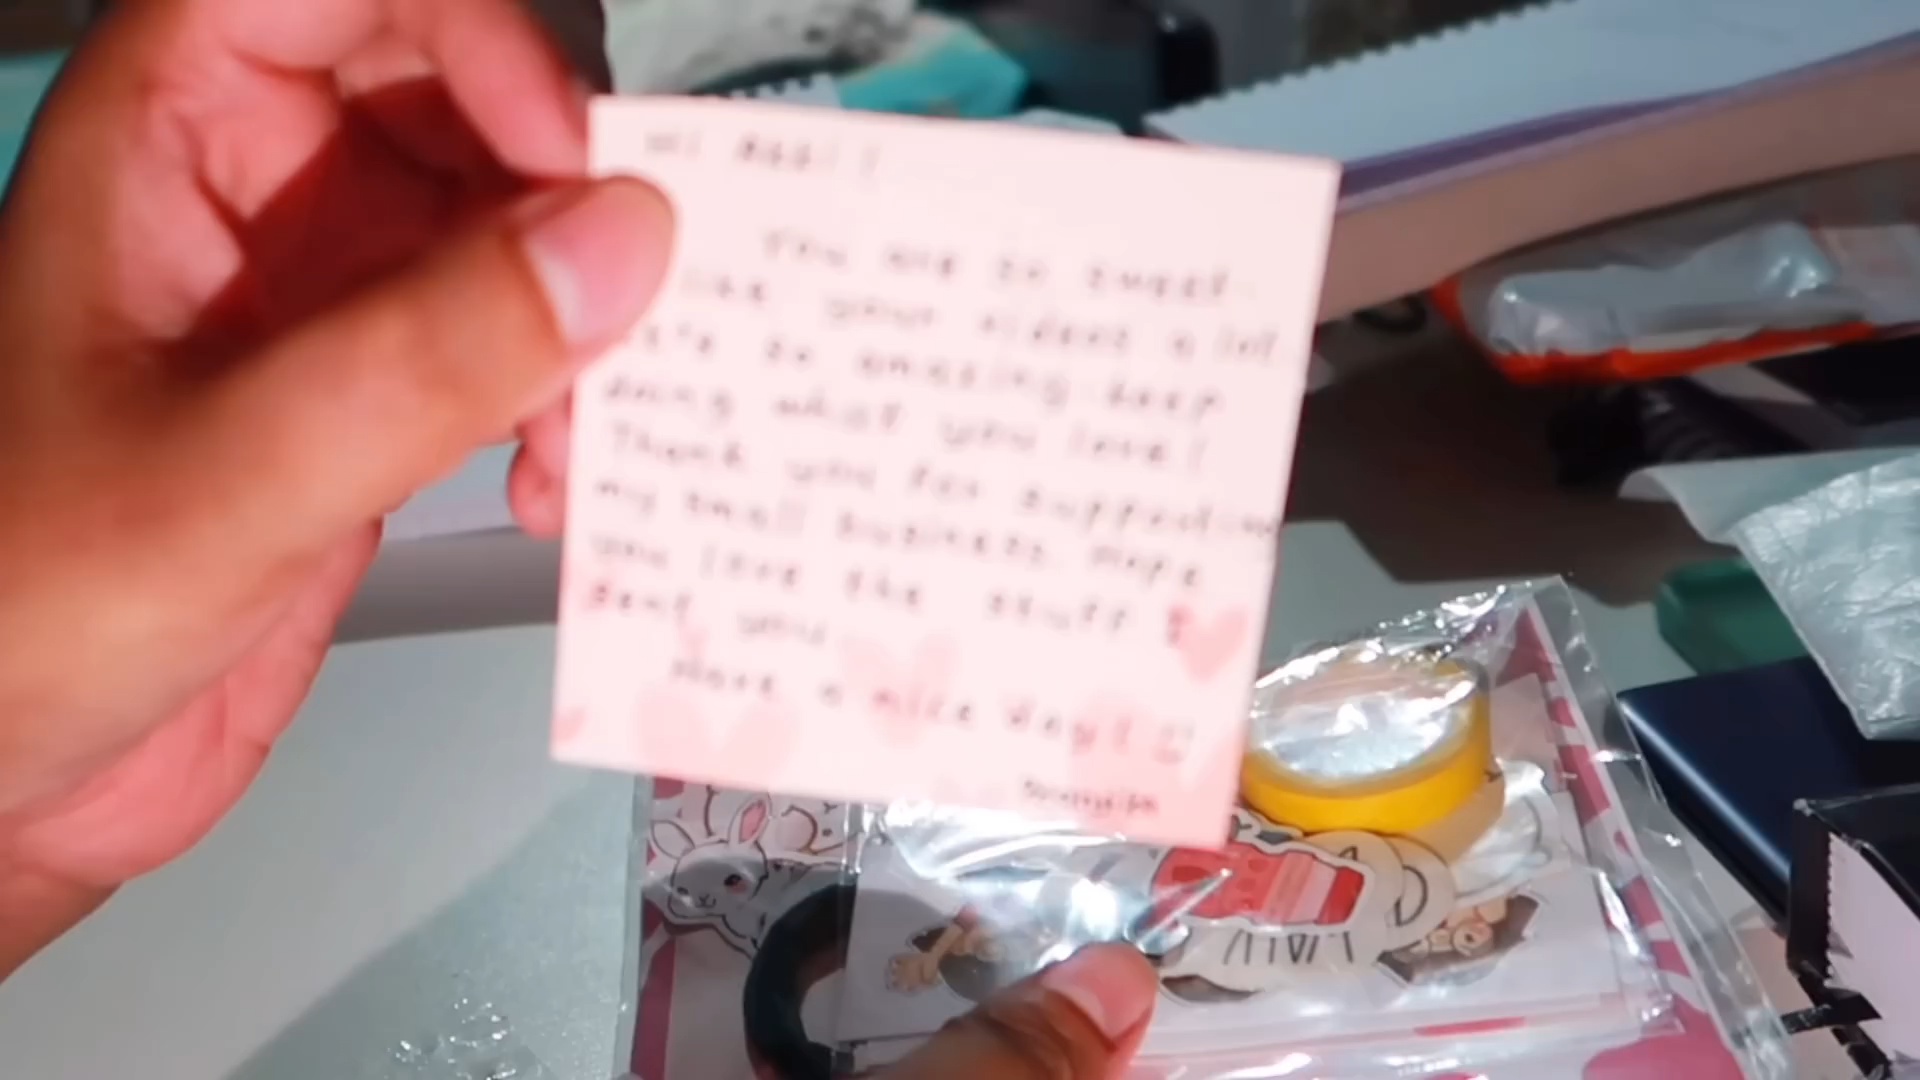 Hi
You are so sweet.
like your videos a lot
so amazing. keep
doing what you love!
Thank you for supporting
my small business. Hope
you love the stuff I
sent you
Have a nice day!